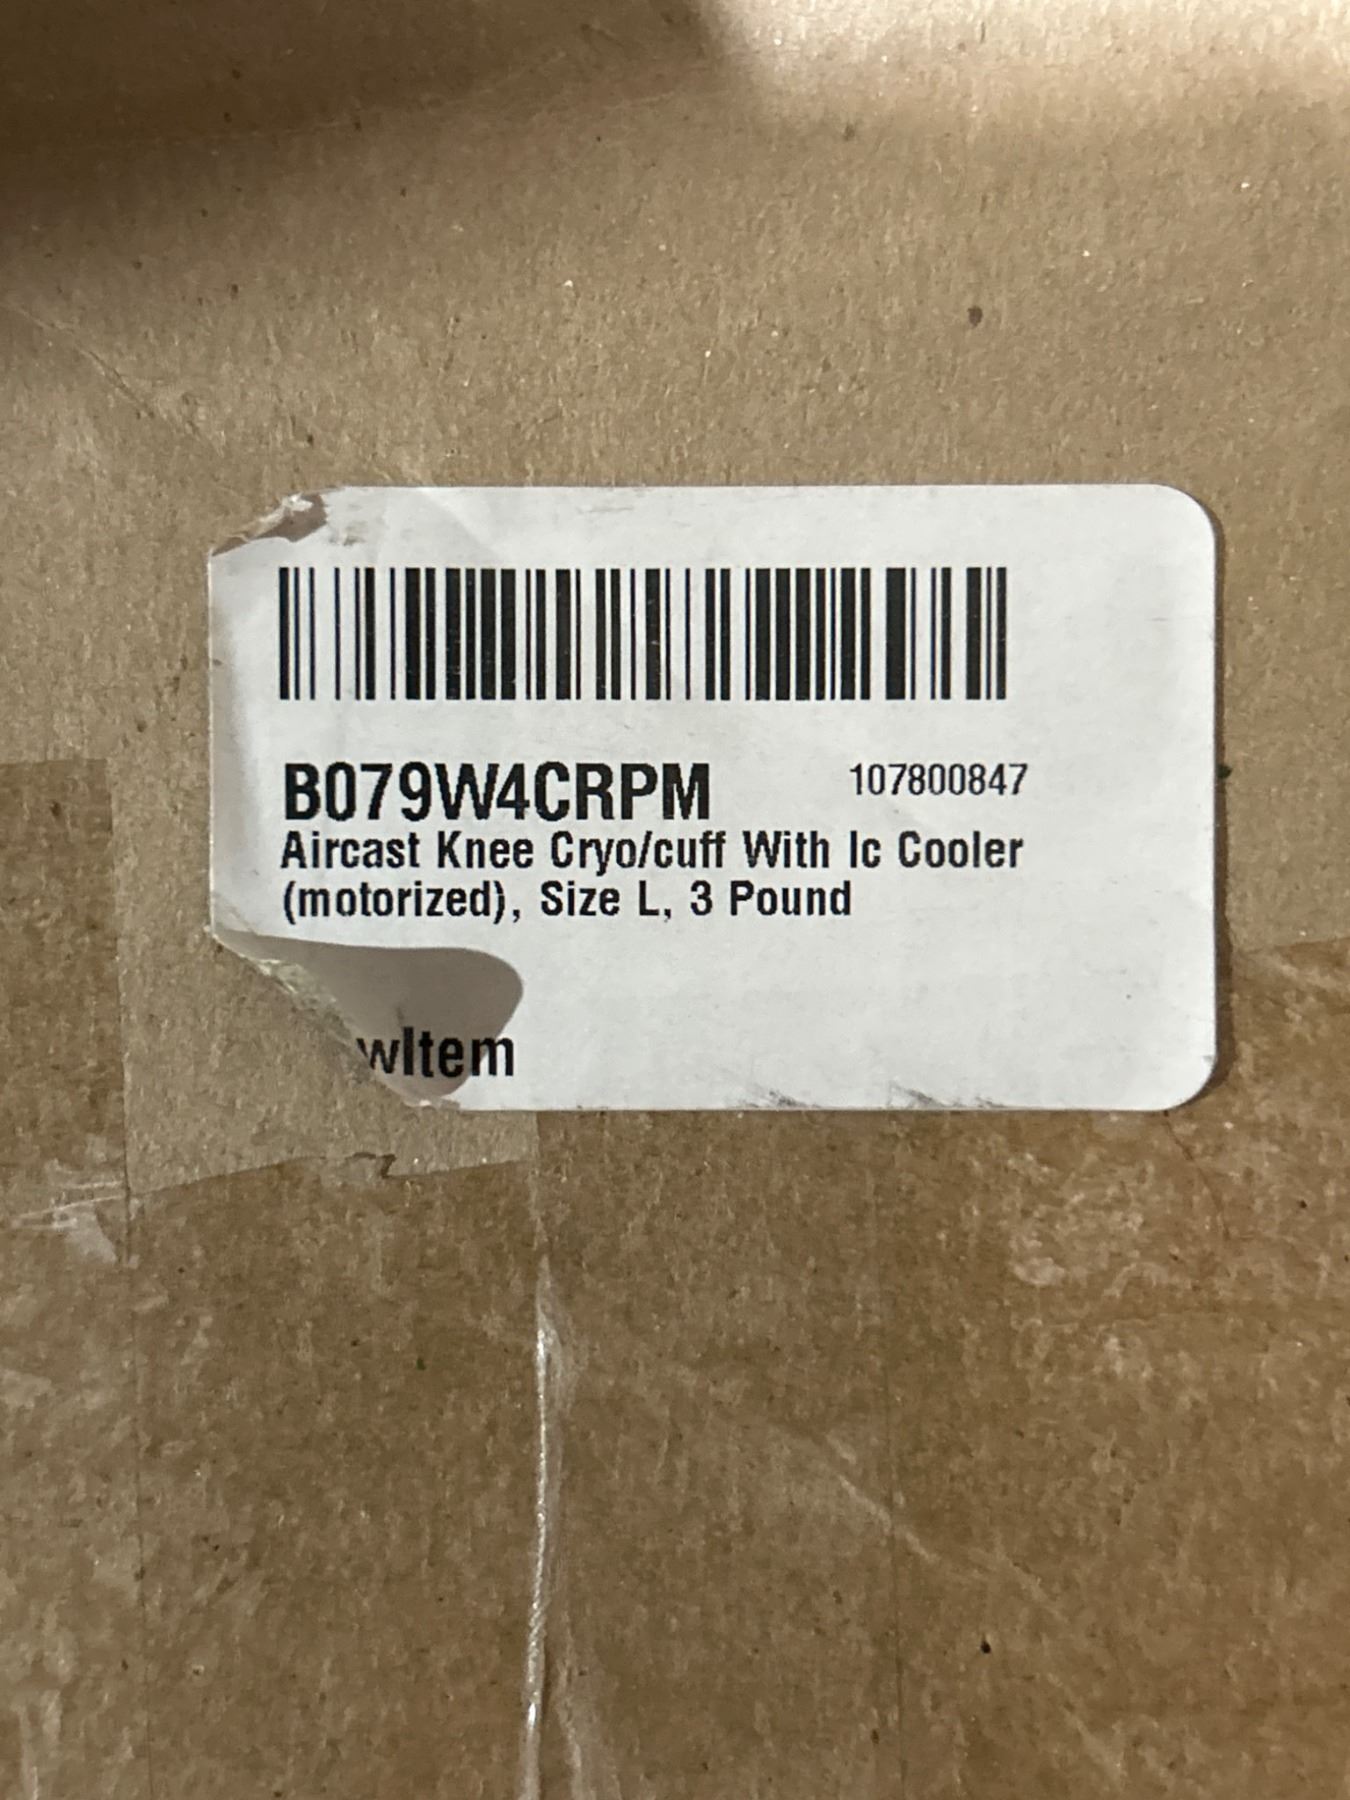 B079W4CRPM 107800847
Aircast Knee Cryo/cuff With Ic Cooler
(motorized), Size L, 3 Pound
wItem